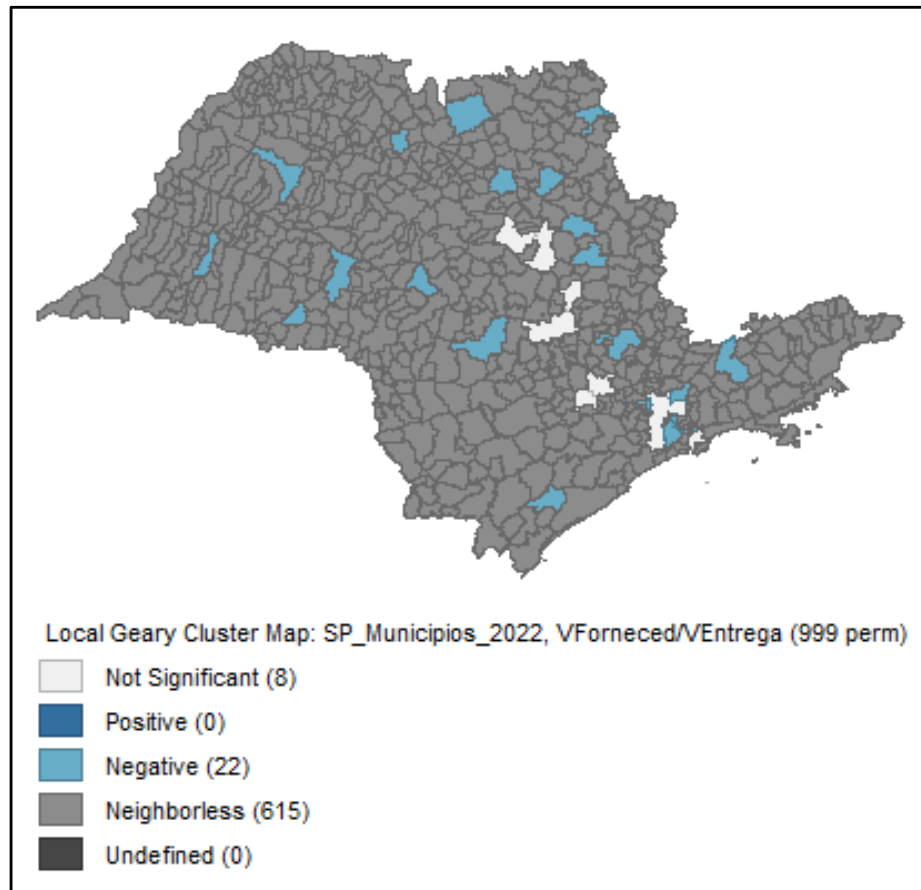 Local Geary Cluster Map: SP_Municipios_2022, VForneced/VEntrega (999 perm)
Not Significant (8)
Positive (0)
Negative (22)
Neighborless (615)
Undefined (0)